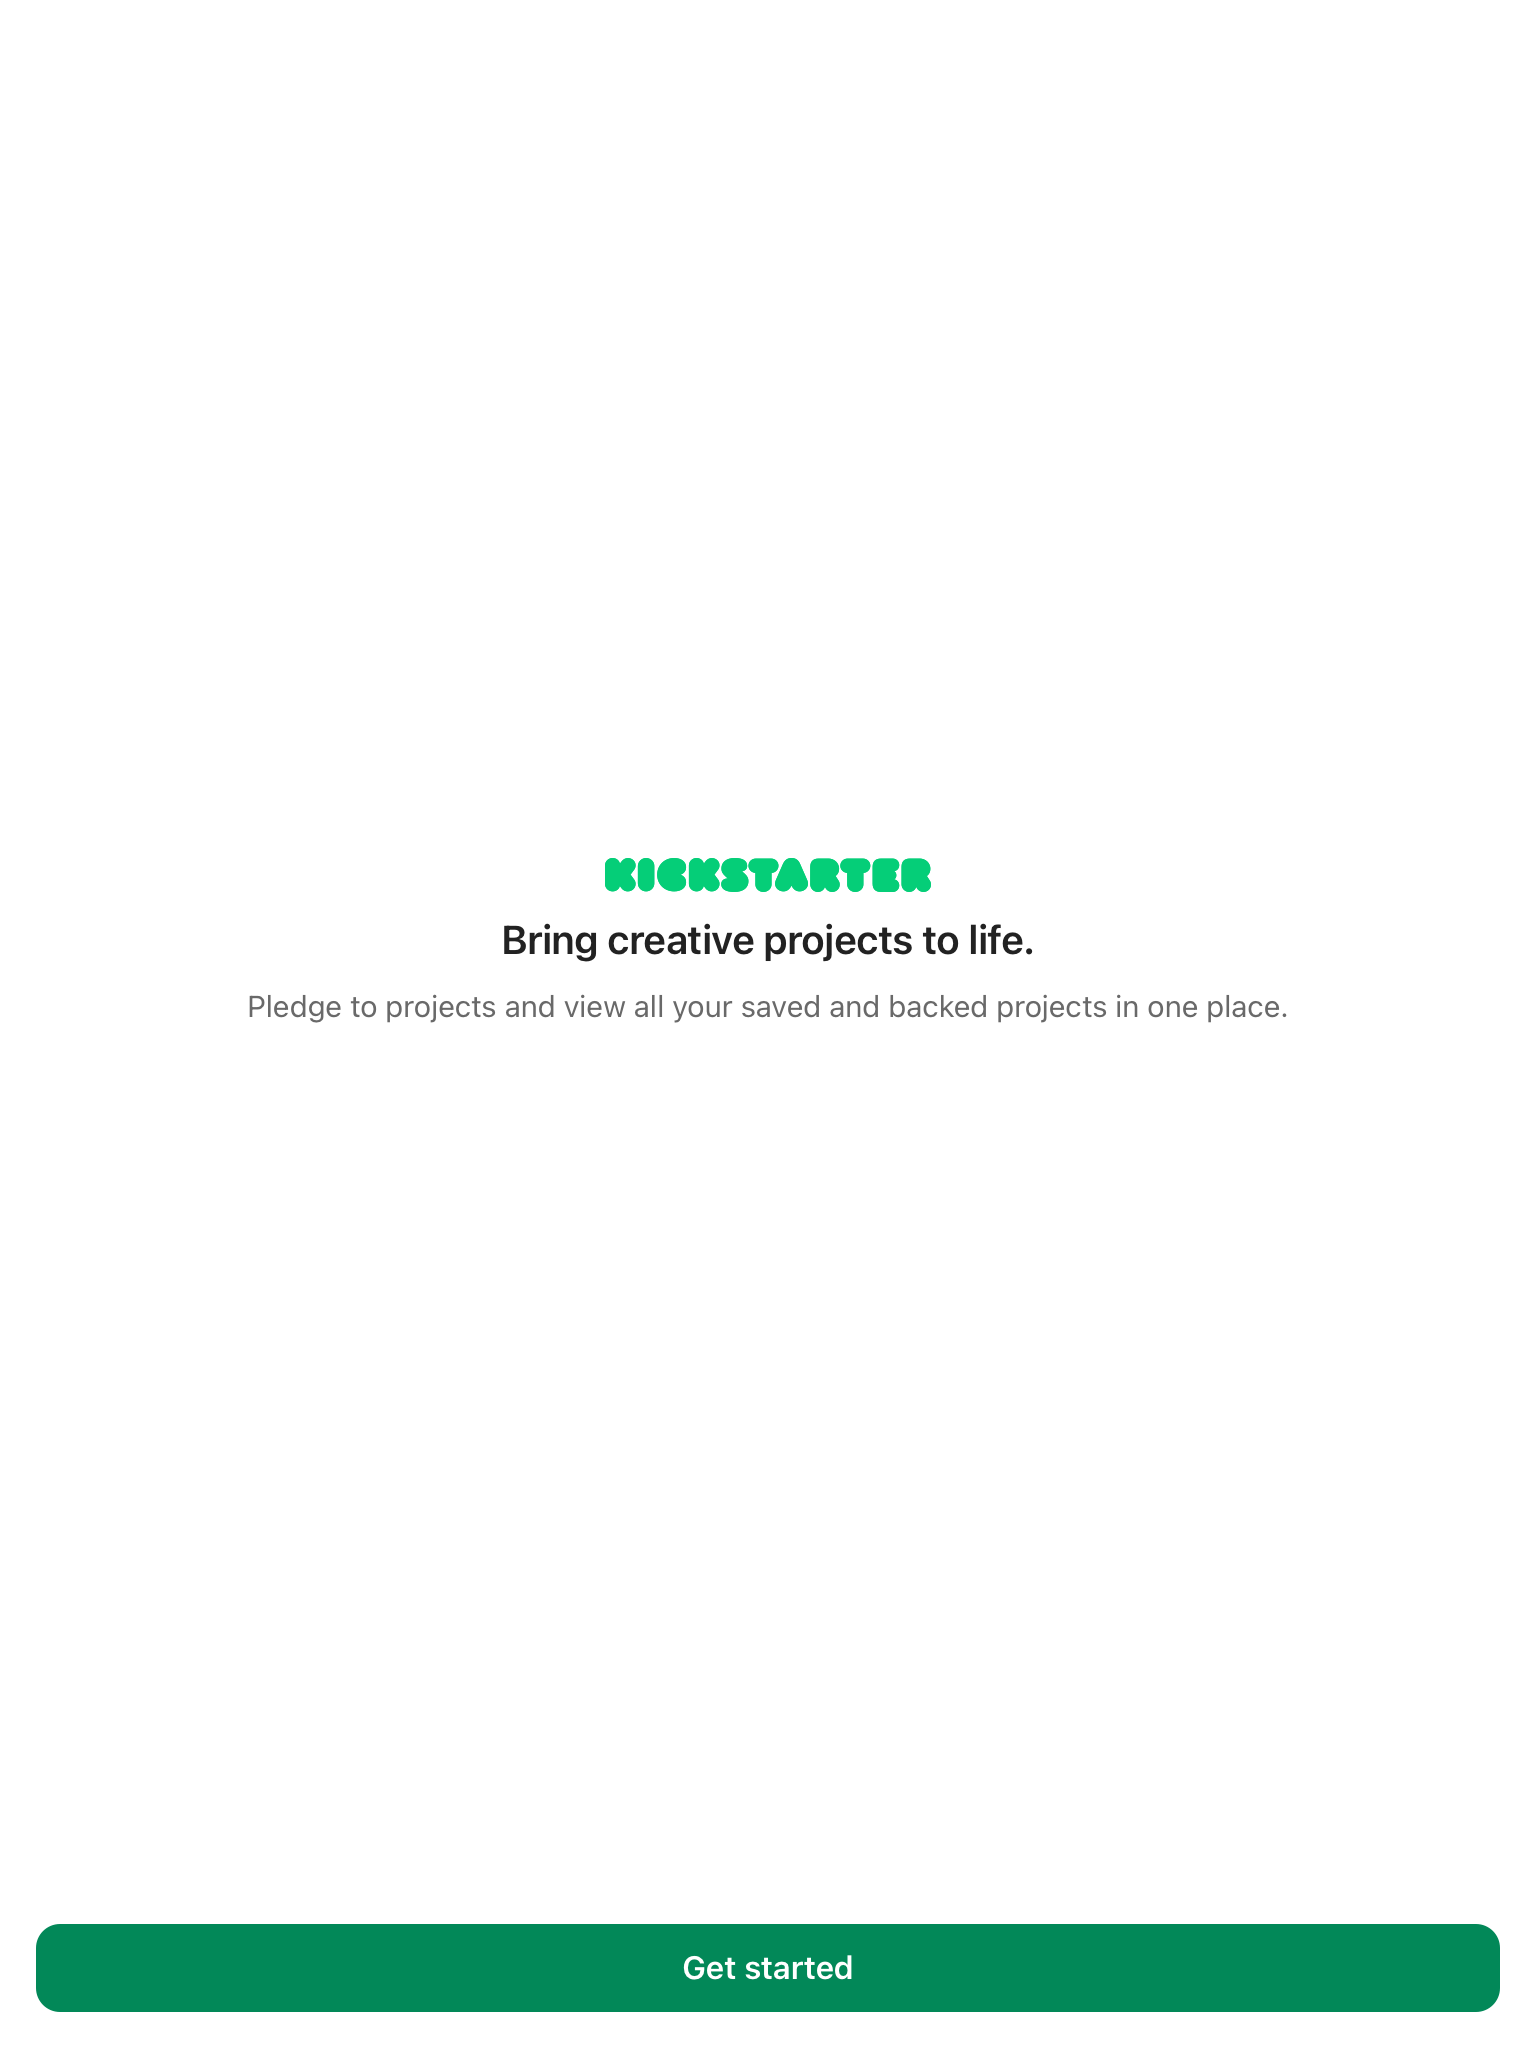 KICKSTARTER
Bring creative projects to life.
Pledge to projects and view all your saved and backed projects in one place.
Get started